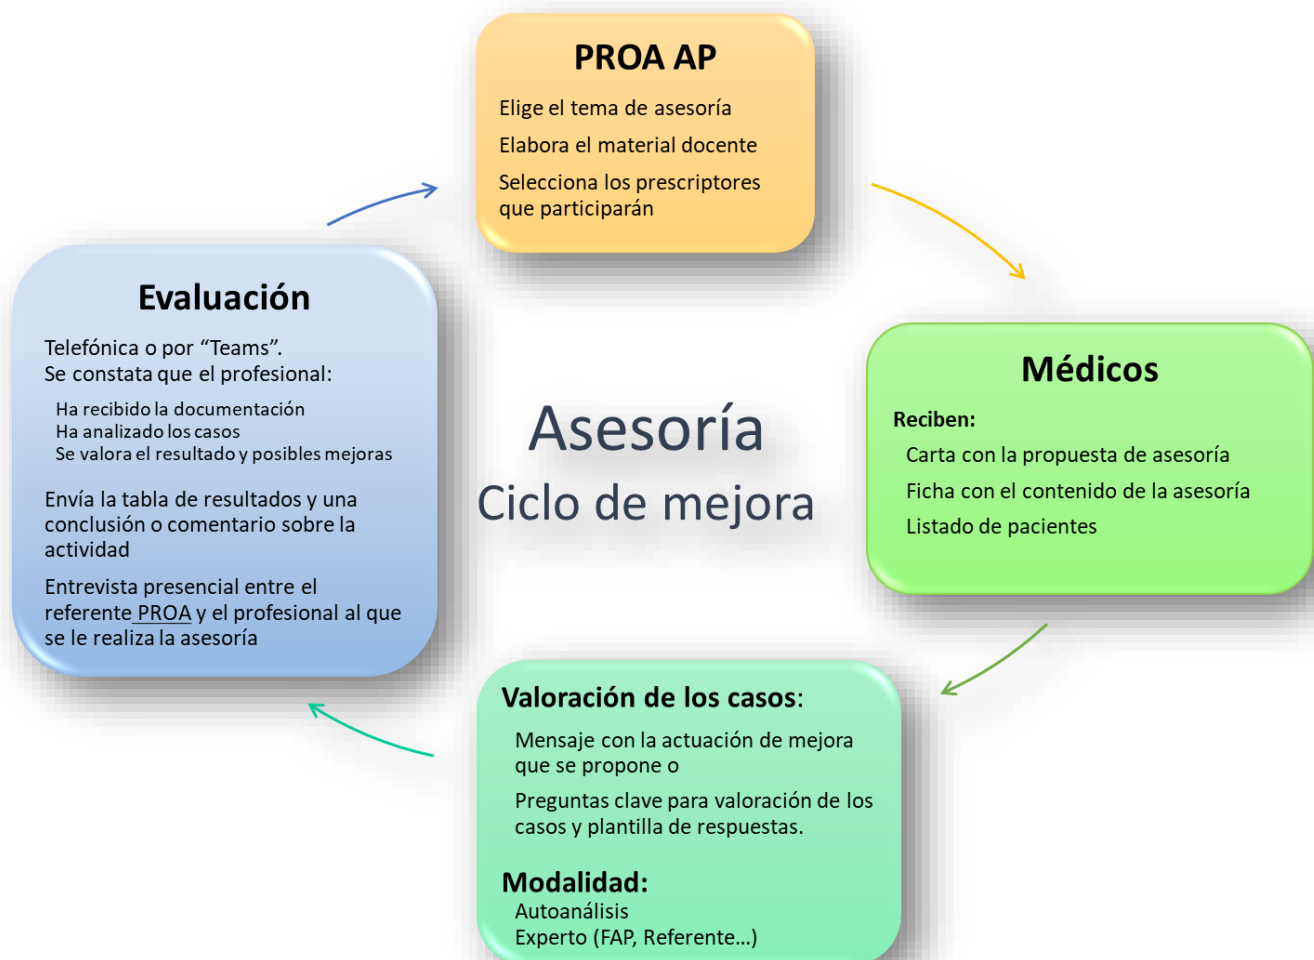 PROA AP
Elige el tema de asesoría
Elabora el material docente
Selecciona los prescriptores
que participarán
Médicos
Reciben:
Carta con la propuesta de asesoría
Ficha con el contenido de la asesoría
Listado de pacientes
Valoración de los casos:
Mensaje con la actuación de mejora
que se propone o
Preguntas clave para valoración de los
casos y plantilla de respuestas.
Modalidad:
Autoanálisis
Experto (FAP, Referente...)
Evaluación
Telefónica o por “Teams”.
Se constata que el profesional:
Ha recibido la documentación
Ha analizado los casos
Se valora el resultado y posibles mejoras
Envía la tabla de resultados y una
conclusión o comentario sobre la
actividad
Entrevista presencial entre el
referente PROA y el profesional al que
se le realiza la asesoría
Asesoría
Ciclo de mejora